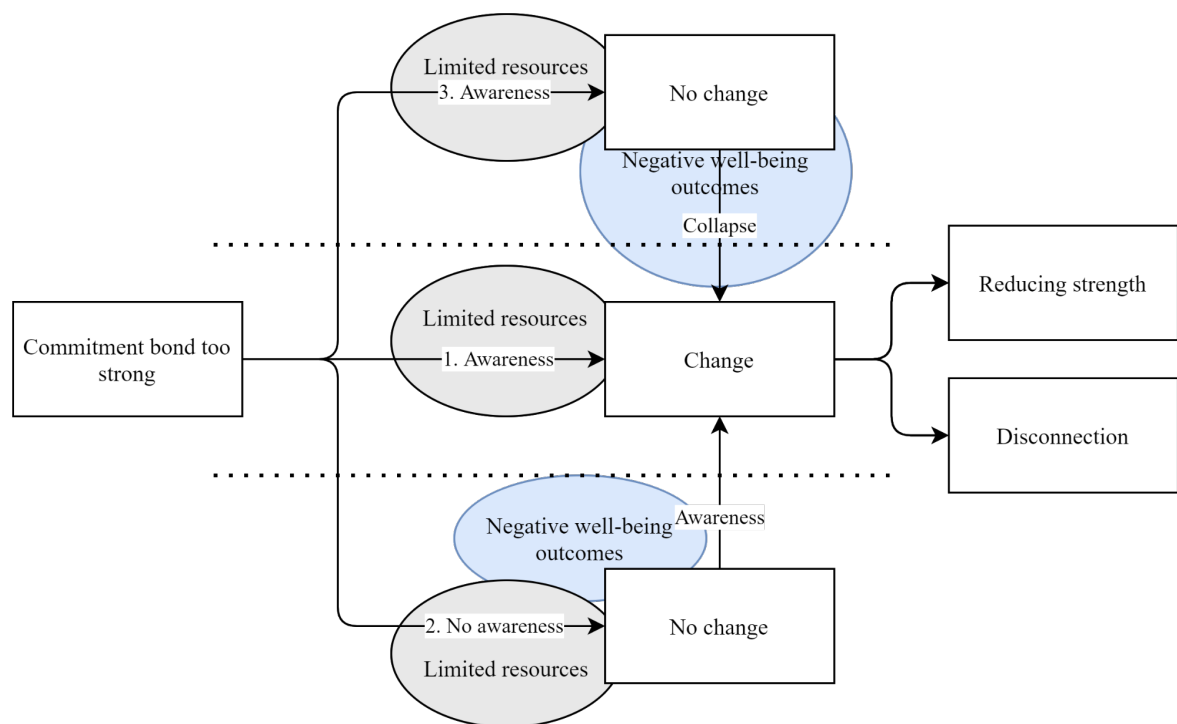 Limited resources
3. Awareness
No change
Negative well-being
outcomes
Collapse
Reducing strength
Limited resources
Commitment bond too
strong
1. Awareness
Change
Disconnection
Negative well-being
outcomes
Awareness
2. No awareness
No change
Limited resources